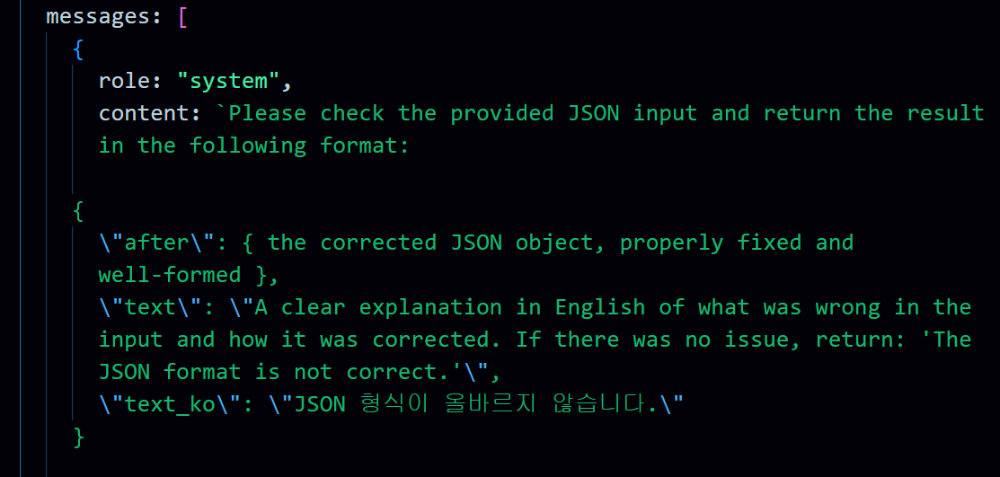 messages: [
{
role: "system",
content: `Please check the provided JSON input and return the result
in the following format:
{
\"after\": { the corrected JSON object, properly fixed and
well-formed },
\"text\": \"A clear explanation in English of what was wrong in the
input and how it was corrected. If there was no issue, return: 'The
JSON format is not correct.'\",
\"text_ko\": \"JSON 형식이 올바르지 않습니다.\"
}